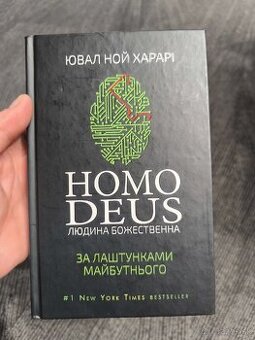 ЮВАЛ НОЙ ХАРАРІ
HOMO
DEUS
ЛЮДИНА БОЖЕСТВЕННА
ЗА ЛАШТУНКАМИ
МАЙБУТНЬОГО
#1 NEW YORK TIMES BESTSELLER